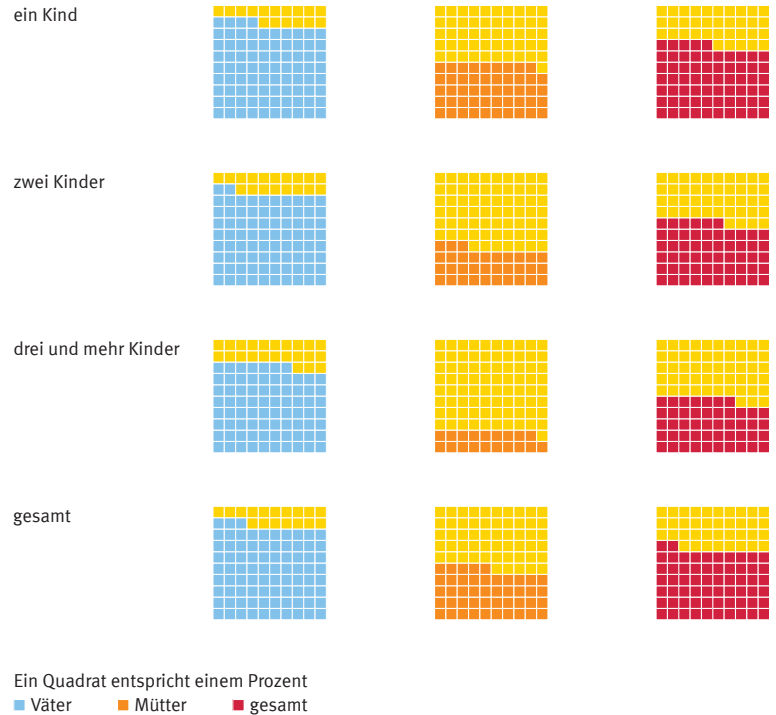 ein Kind
zwei Kinder
drei und mehr Kinder
gesamt
Ein Quadrat entspricht einem Prozent
Väter Mütter gesamt